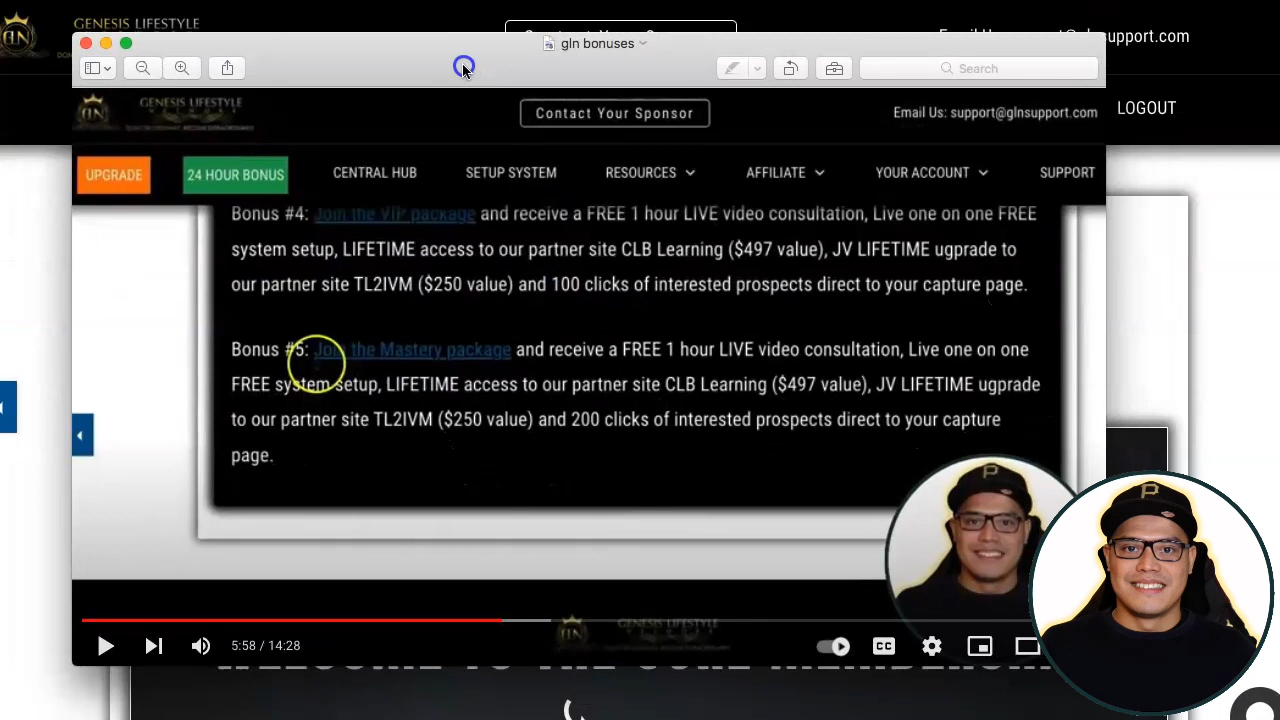 GENESIS LIFESTYLE
gln bonuses
Search
GENESIS LIFESTYLE
Contact Your Sponsor
Email Us: support@glnsupport.com
support.com
LOGOUT
UPGRADE
24 HOUR BONUS
CENTRAL HUB
SETUP SYSTEM
RESOURCES
AFFILIATE
YOUR ACCOUNT
SUPPORT
Bonus #4: Join the VIP package and receive a FREE 1 hour LIVE video consultation, Live one on one FREE
system setup, LIFETIME access to our partner site CLB Learning ($497 value), JV LIFETIME ugprade to
our partner site TL2IVM ($250 value) and 100 clicks of interested prospects direct to your capture page.
Bonus #5: Join the Mastery package and receive a FREE 1 hour LIVE video consultation, Live one on one
FREE system setup, LIFETIME access to our partner site CLB Learning ($497 value), JV LIFETIME ugprade
to our partner site TL2IVM ($250 value) and 200 clicks of interested prospects direct to your capture
page.
GENESIS LIFESTYLE
5:58 / 14:28
CC
P
P